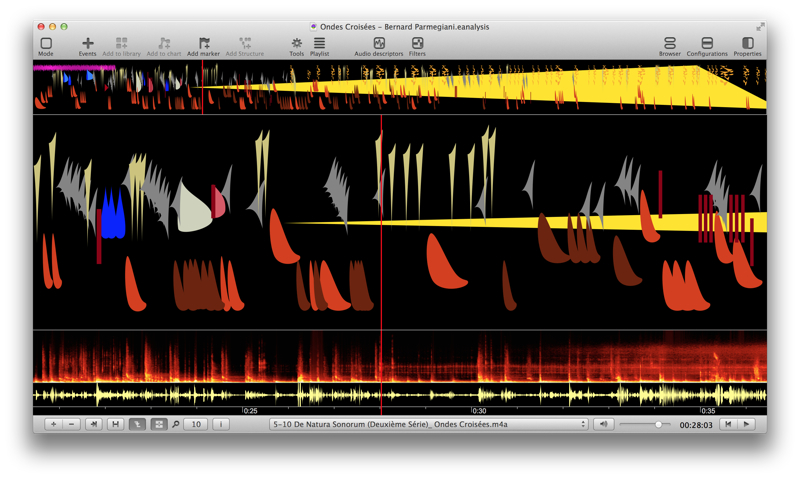 Ondes Croisées – Bernard Parmegiani.eanalysis
Mode Events Add to library Add to chart Add marker Add Structure Tools Playlist Audio descriptors Filters Browser Configurations Properties
0:25 0:30 0:35
+ − 10 i 5-10 De Natura Sonorum (Deuxième Série)_ Ondes Croisées.m4a 00:28:03